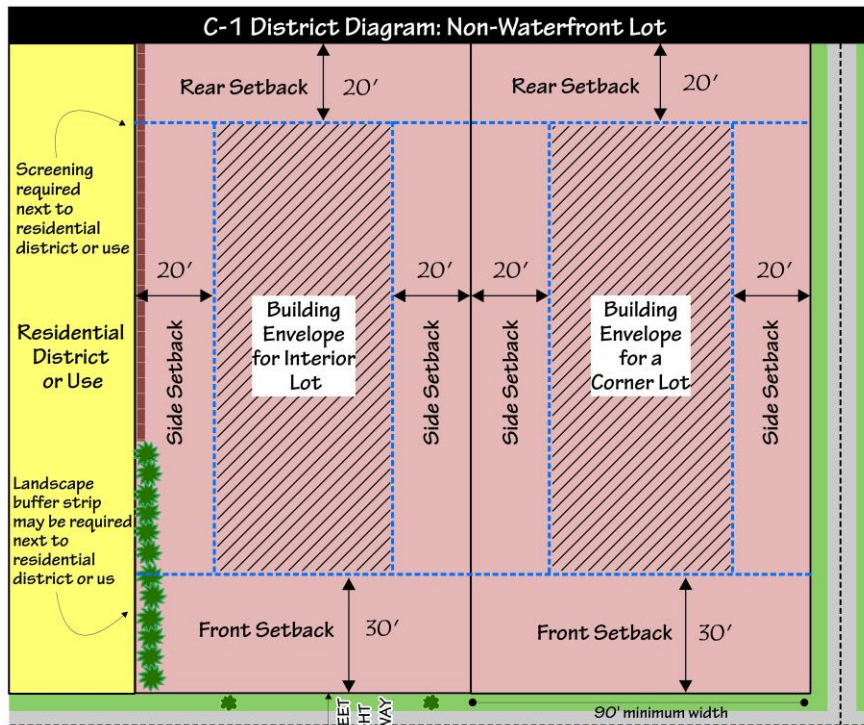 C-1 District Diagram: Non-Waterfront Lot
Rear Setback 20'
Rear Setback 20'
Screening
required
next to
residential
district or use
20'
20'
20'
20'
Side Setback
Building
Envelope
for Interior
Lot
Side Setback
Side Setback
Building
Envelope
for a
Corner Lot
Side Setback
Residential
District
or Use
Landscape
buffer strip
may be required
next to
residential
district or us
Front Setback 30'
Front Setback 30'
90' minimum width